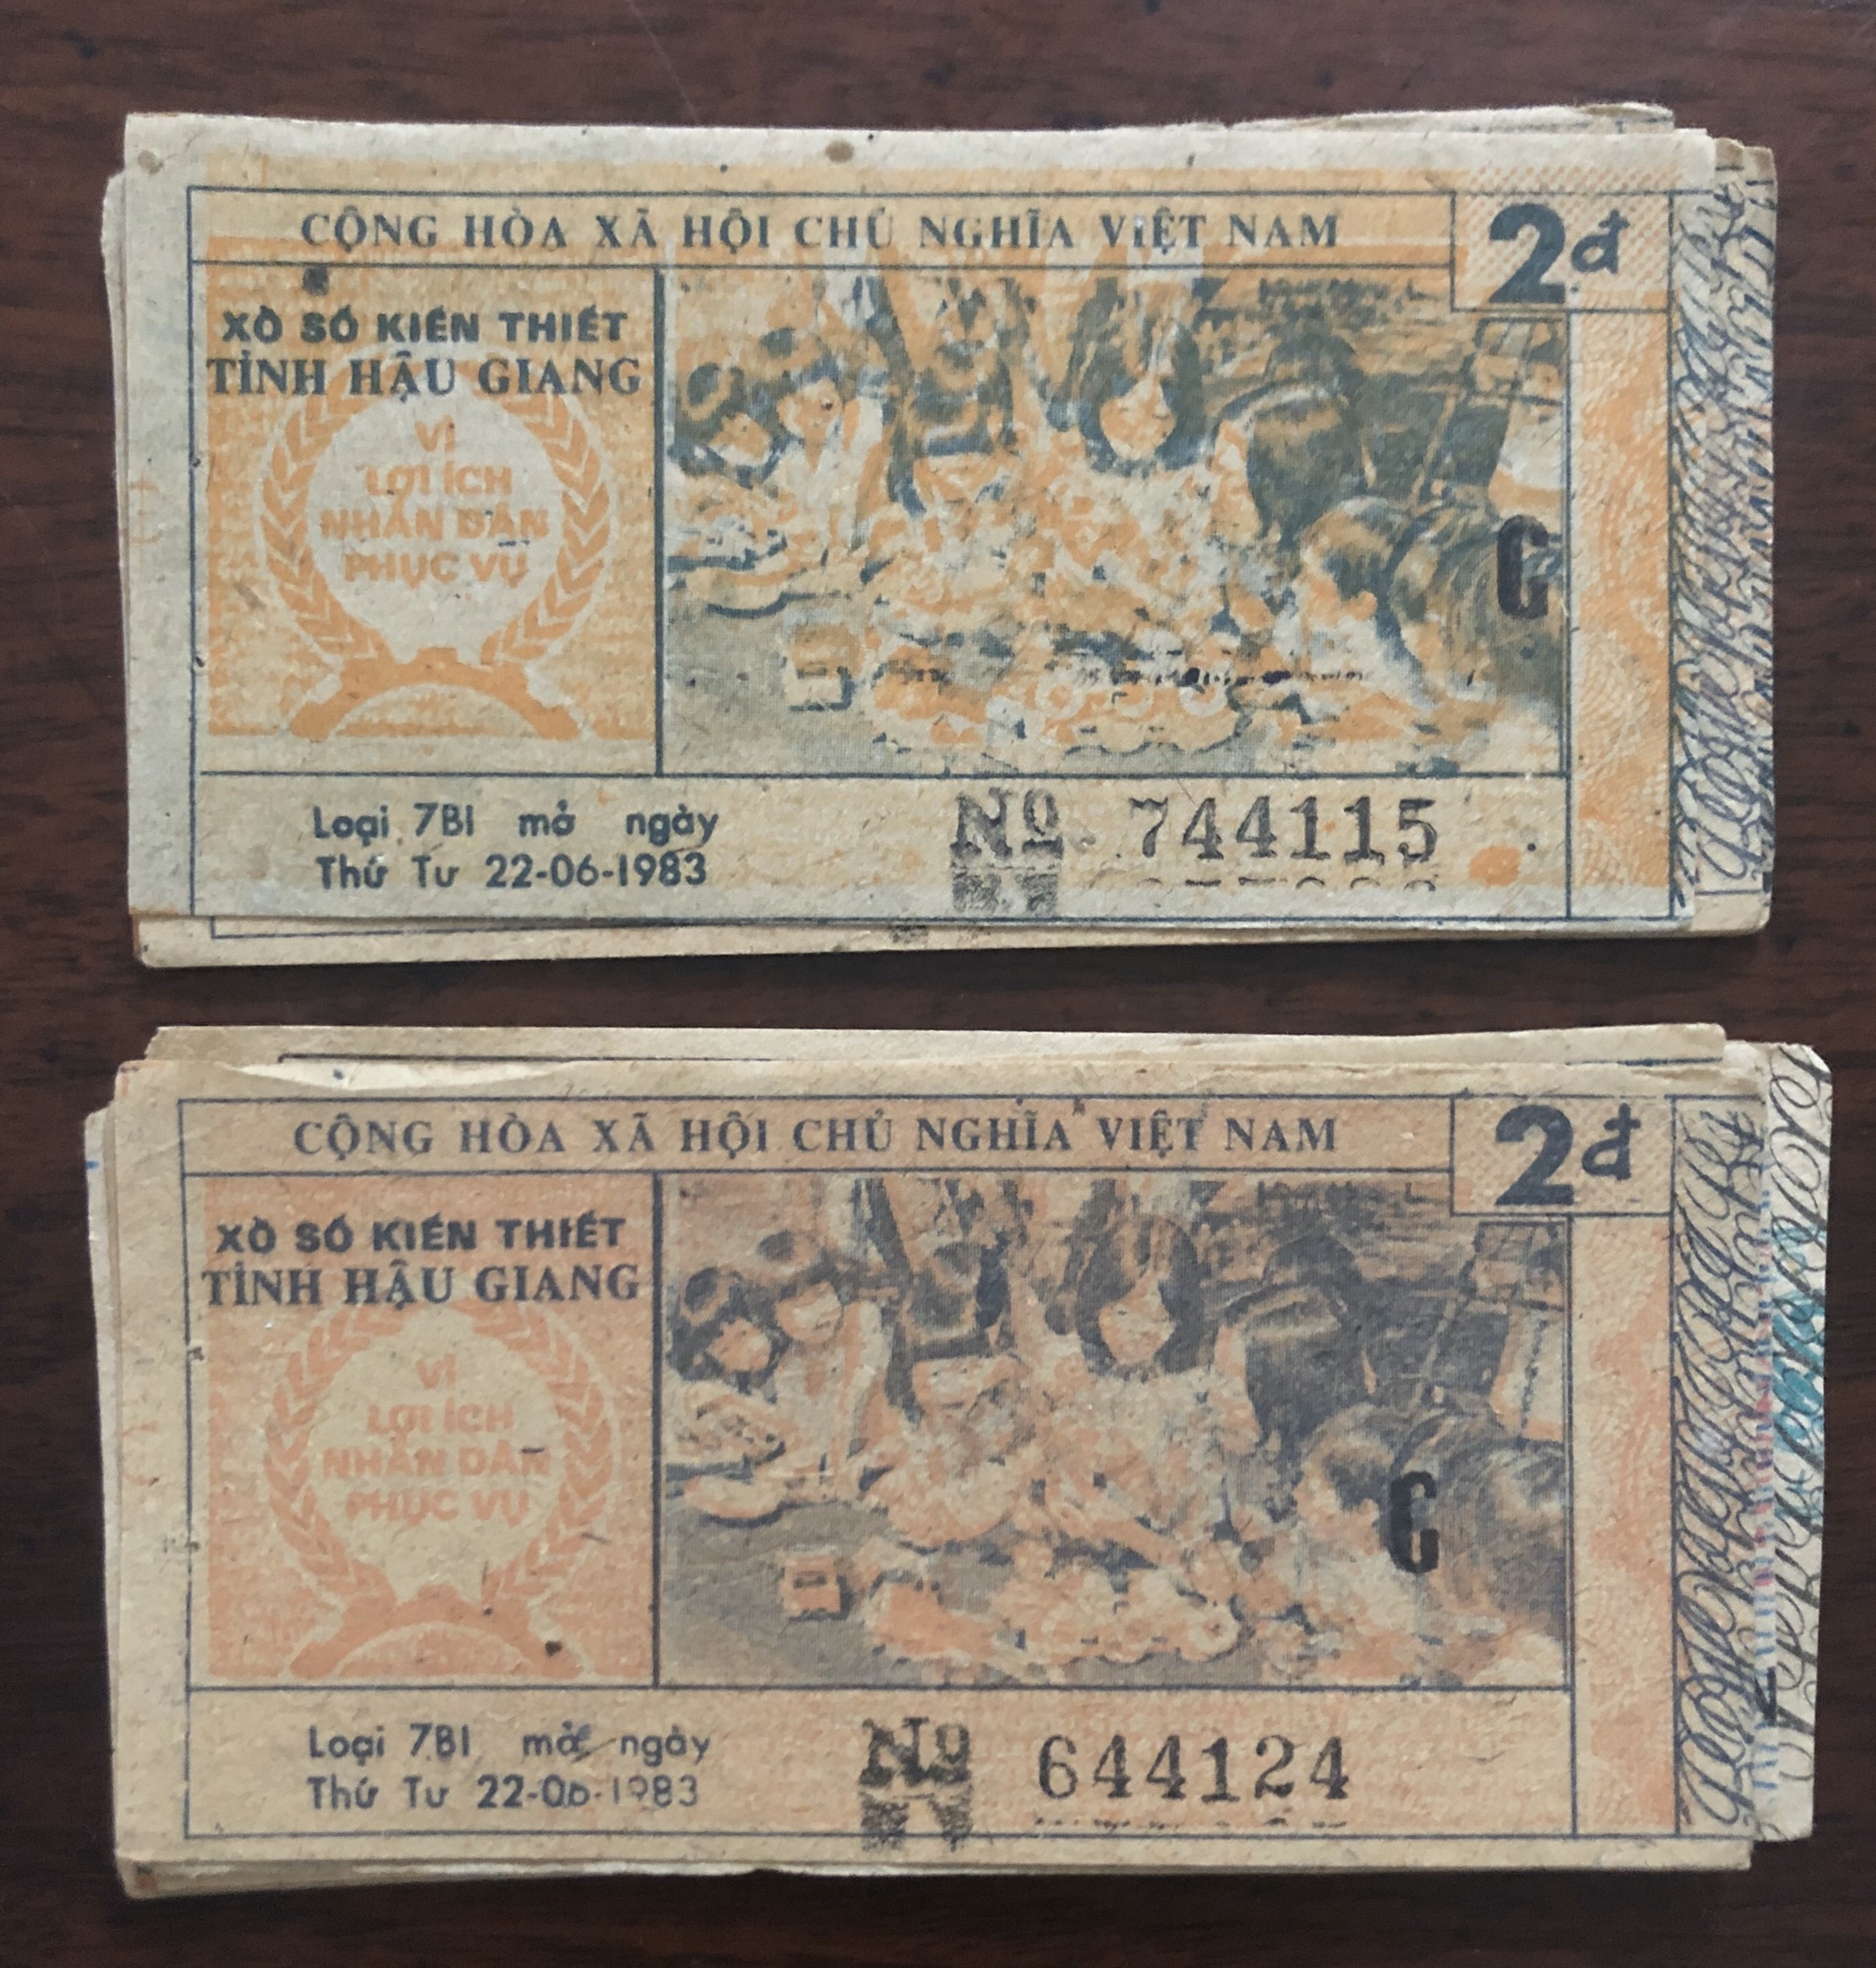 CỘNG HÒA XÃ HỘI CHỦ NGHĨA VIỆT NAM
2đ
XỔ SỐ KIẾN THIẾT
TỈNH HẬU GIANG
VÌ
LỢI ÍCH
NHÂN DÂN
PHỤC VỤ
G
Loại 7B1 mở ngày
Thứ Tư 22-06-1983
Nº 744115
CỘNG HÒA XÃ HỘI CHỦ NGHĨA VIỆT NAM
2đ
XỔ SỐ KIẾN THIẾT
TỈNH HẬU GIANG
VÌ
LỢI ÍCH
NHÂN DÂN
PHỤC VỤ
G
Loại 7B1 mở ngày
Thứ Tư 22-06-1983
Nº 644124